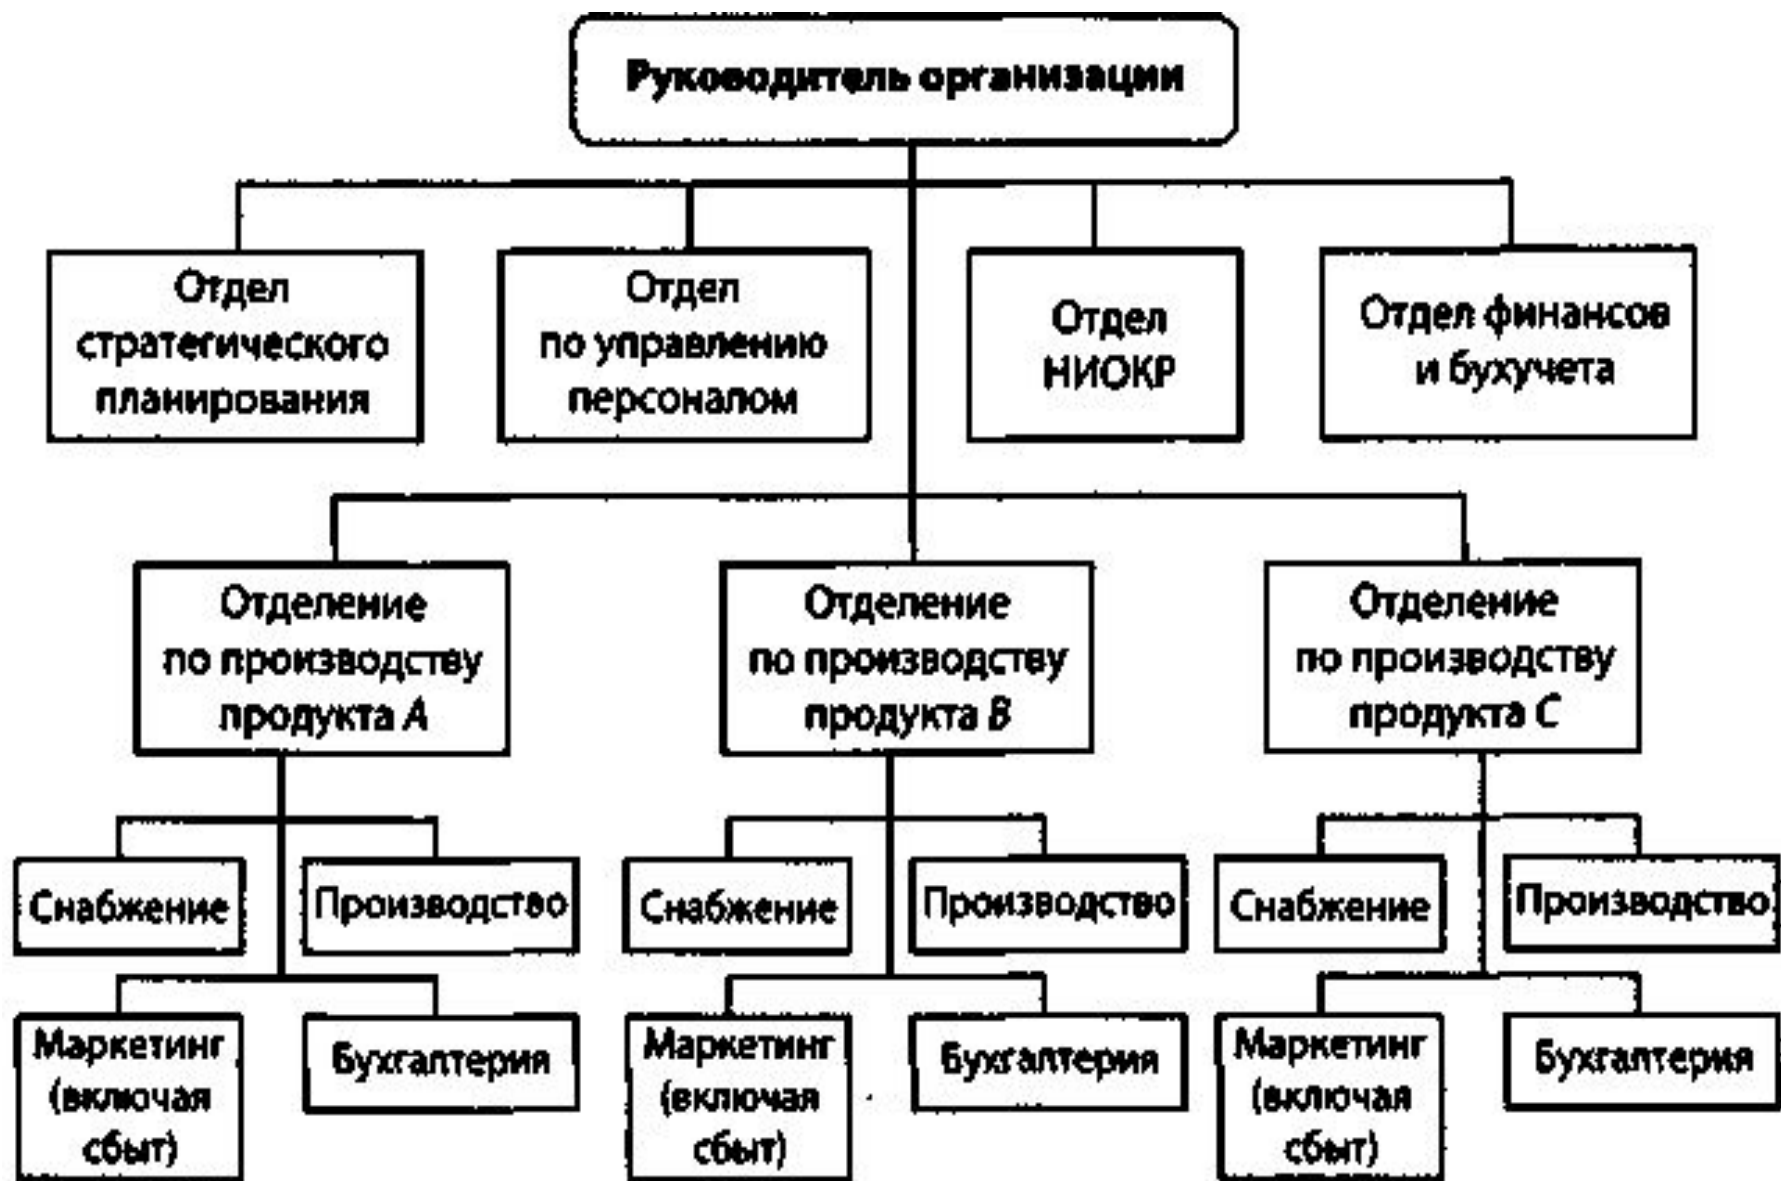 Руководитель организации
Отдел
стратегического
планирования
Отдел
по управлению
персоналом
Отдел
НИОКР
Отдел финансов
и бухучета
Отделение
по производству
продукта A
Отделение
по производству
продукта B
Отделение
по производству
продукта C
Снабжение
Производство
Маркетинг
(включая
сбыт)
Бухгалтерия
Снабжение
Производство
Маркетинг
(включая
сбыт)
Бухгалтерия
Снабжение
Производство
Маркетинг
(включая
сбыт)
Бухгалтерия